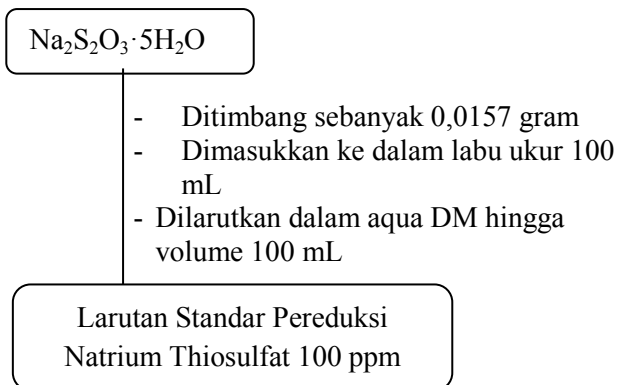 Na₂S₂O₃·5H₂O
- Ditimbang sebanyak 0,0157 gram
- Dimasukkan ke dalam labu ukur 100
mL
- Dilarutkan dalam aqua DM hingga
volume 100 mL
Larutan Standar Pereduksi
Natrium Thiosulfat 100 ppm